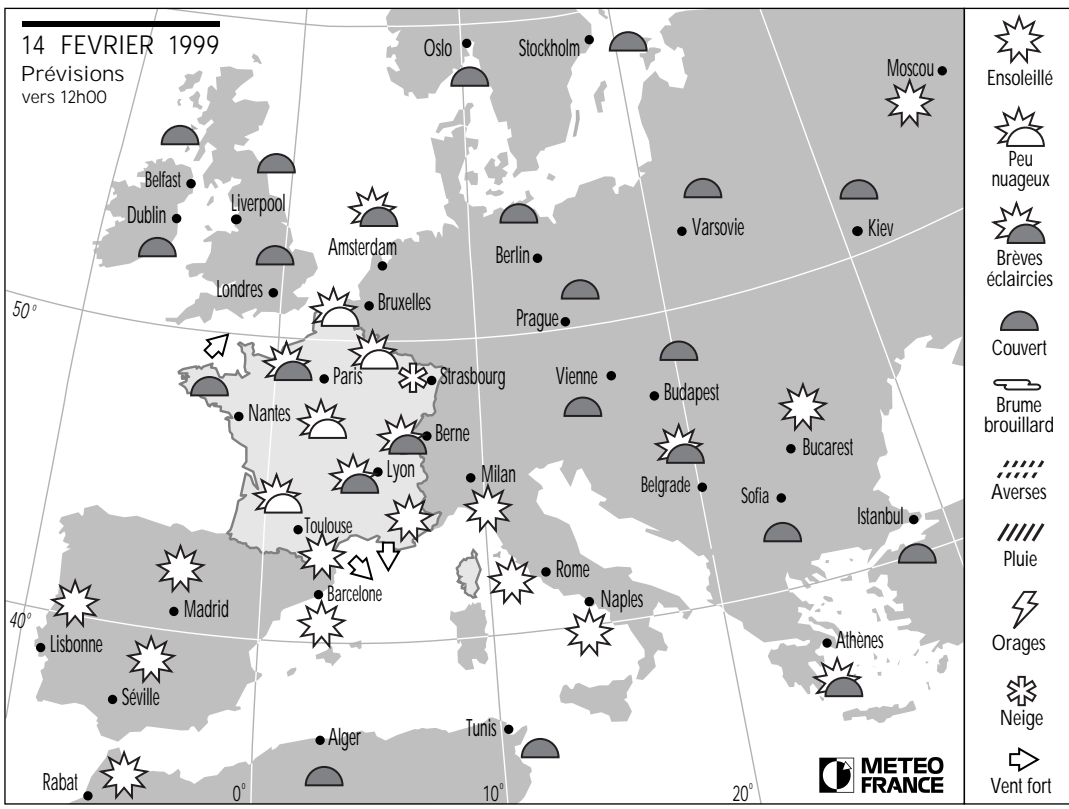 14 FEVRIER 1999
Prévisions
vers 12h00
Oslo
Stockholm
Moscou
Belfast
Dublin
Liverpool
Londres
Amsterdam
Bruxelles
Berlin
Varsovie
Kiev
Prague
50°
Paris
Strasbourg
Vienne
Budapest
Nantes
Berne
Bucarest
Lyon
Milan
Belgrade
Sofia
Istanbul
Toulouse
Rome
Barcelone
Naples
Madrid
40°
Lisbonne
Athènes
Séville
Alger
Tunis
Rabat
0°
10°
20°
METEO
FRANCE
Ensoleillé
Peu
nuageux
Brèves
éclaircies
Couvert
Brume
brouillard
Averses
Pluie
Orages
Neige
Vent fort